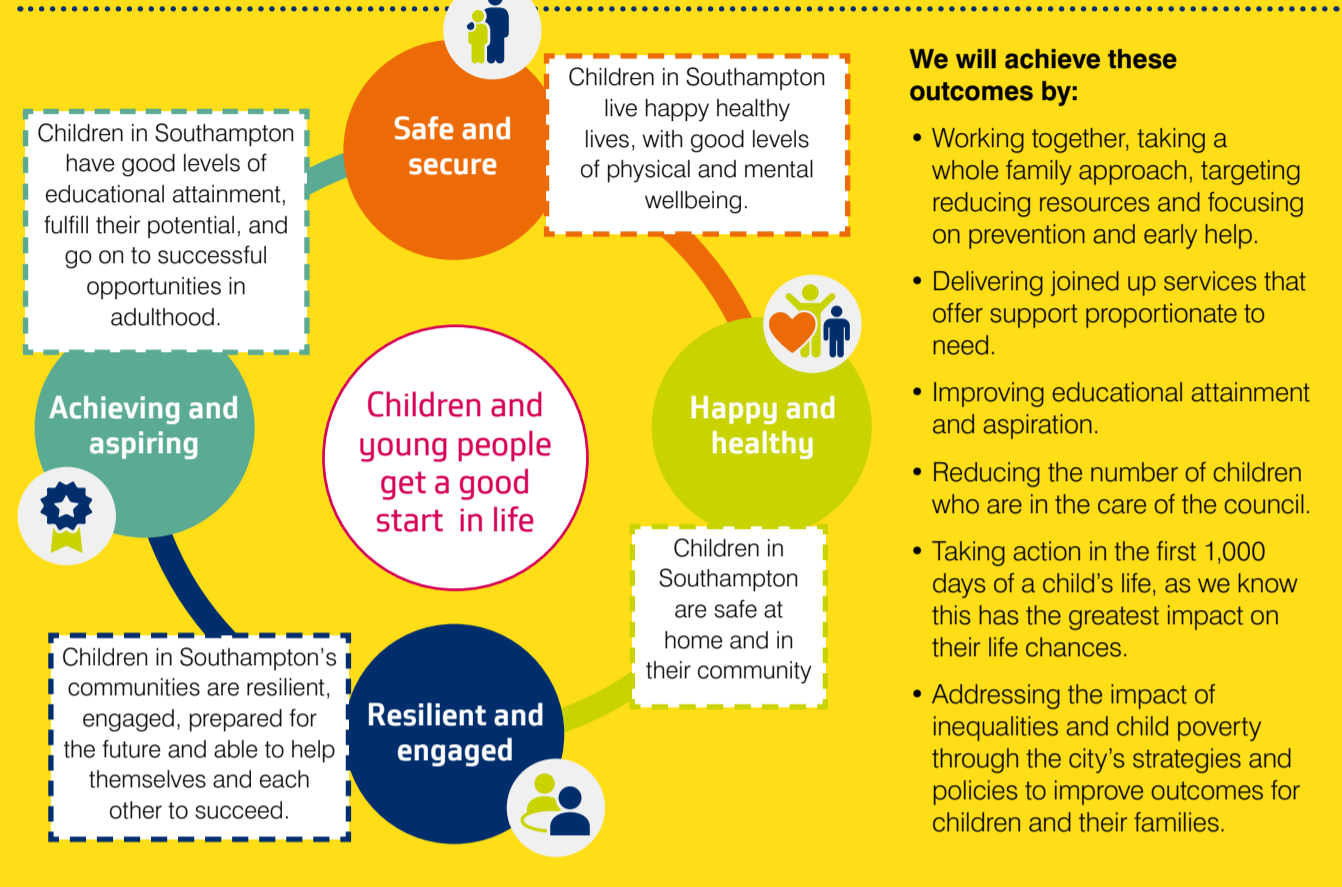 Safe and
secure
Children in Southampton
live happy healthy
lives, with good levels
of physical and mental
wellbeing.
Children in Southampton
have good levels of
educational attainment,
fulfill their potential, and
go on to successful
opportunities in
adulthood.
Achieving and
aspiring
Children and
young people
get a good
start in life
Happy and
healthy
Children in
Southampton
are safe at
home and in
their community
Children in Southampton’s
communities are resilient,
engaged, prepared for
the future and able to help
themselves and each
other to succeed.
Resilient and
engaged
We will achieve these
outcomes by:
• Working together, taking a
whole family approach, targeting
reducing resources and focusing
on prevention and early help.
• Delivering joined up services that
offer support proportionate to
need.
• Improving educational attainment
and aspiration.
• Reducing the number of children
who are in the care of the council.
• Taking action in the first 1,000
days of a child’s life, as we know
this has the greatest impact on
their life chances.
• Addressing the impact of
inequalities and child poverty
through the city’s strategies and
policies to improve outcomes for
children and their families.